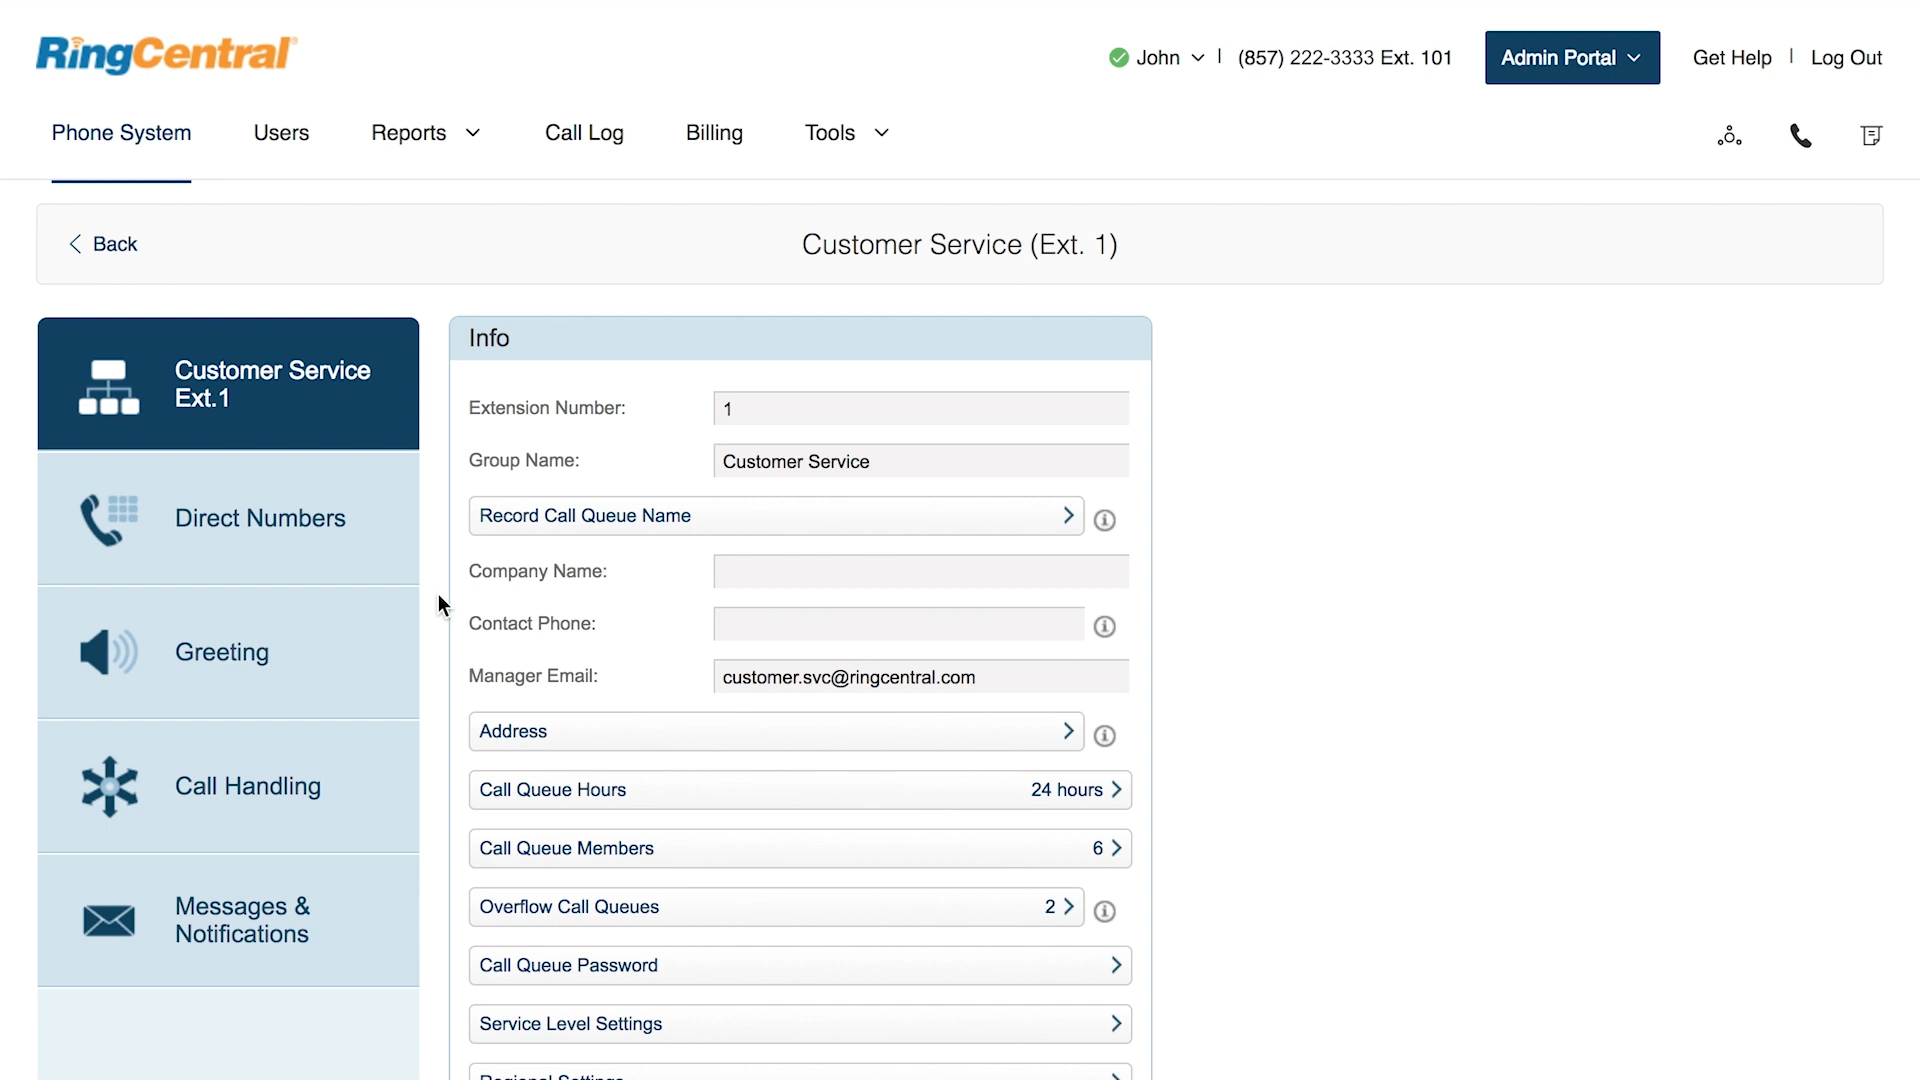 RingCentral
John
(857) 222-3333 Ext. 101
Admin Portal
Get Help
Log Out
Phone System
Users
Reports
Call Log
Billing
Tools
Back
Customer Service (Ext. 1)
Customer Service
Ext.1
Direct Numbers
Greeting
Call Handling
Messages &
Notifications
Info
Extension Number:
1
Group Name:
Customer Service
Record Call Queue Name
Company Name:
Contact Phone:
Manager Email:
customer.svc@ringcentral.com
Address
Call Queue Hours
24 hours
Call Queue Members
6
Overflow Call Queues
2
Call Queue Password
Service Level Settings
Regional Settings